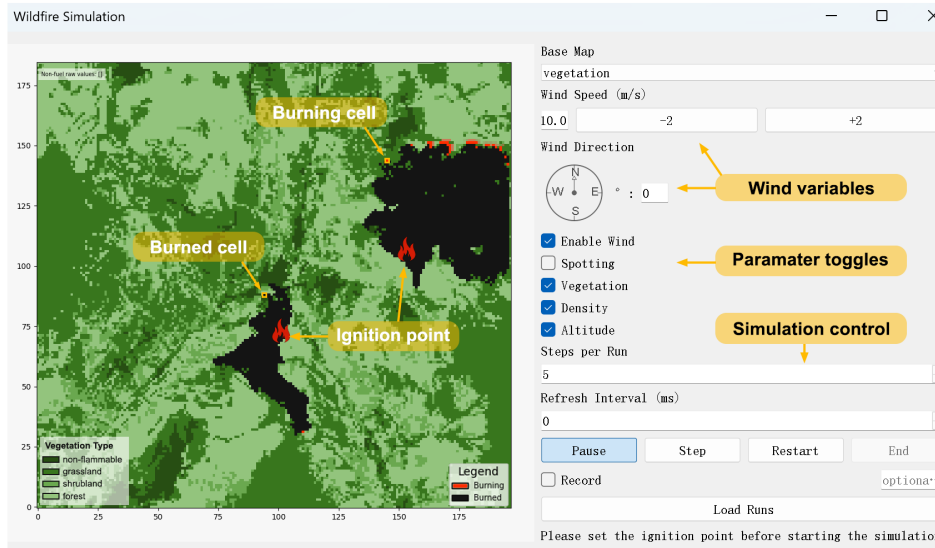 Wildfire Simulation
Non-fuel raw values: []
175
150
125
100
75
50
25
0
0
25
50
75
100
125
150
175
Burning cell
Burned cell
Ignition point
Vegetation Type
non-flammable
grassland
shrubland
forest
Legend
Burning
Burned
Base Map
vegetation
Wind Speed (m/s)
10.0
-2
+2
Wind Direction
N
W
E
S
° : 0
Wind variables
Enable Wind
Spotting
Vegetation
Density
Altitude
Paramater toggles
Simulation control
Steps per Run
5
Refresh Interval (ms)
0
Pause
Step
Restart
End
Record
optiona
Load Runs
Please set the ignition point before starting the simulatio